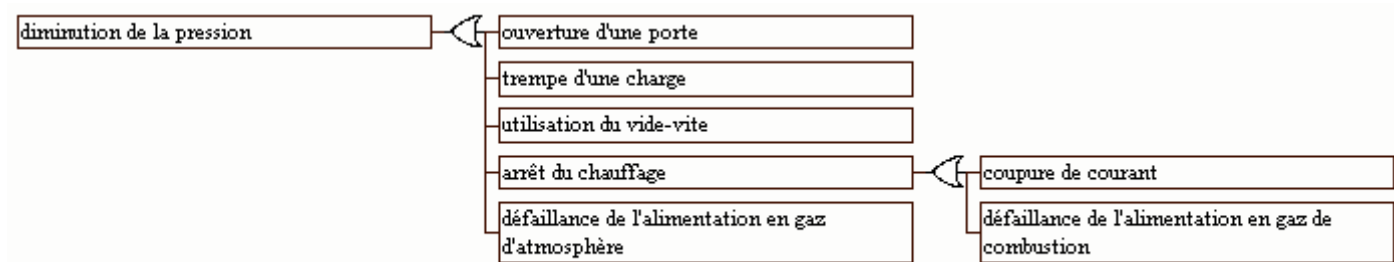 diminution de la pression
ouverture d'une porte
trempe d'une charge
utilisation du vide-vite
arrêt du chauffage
coupure de courant
défaillance de l'alimentation en gaz
d'atmosphère
défaillance de l'alimentation en gaz de
combustion